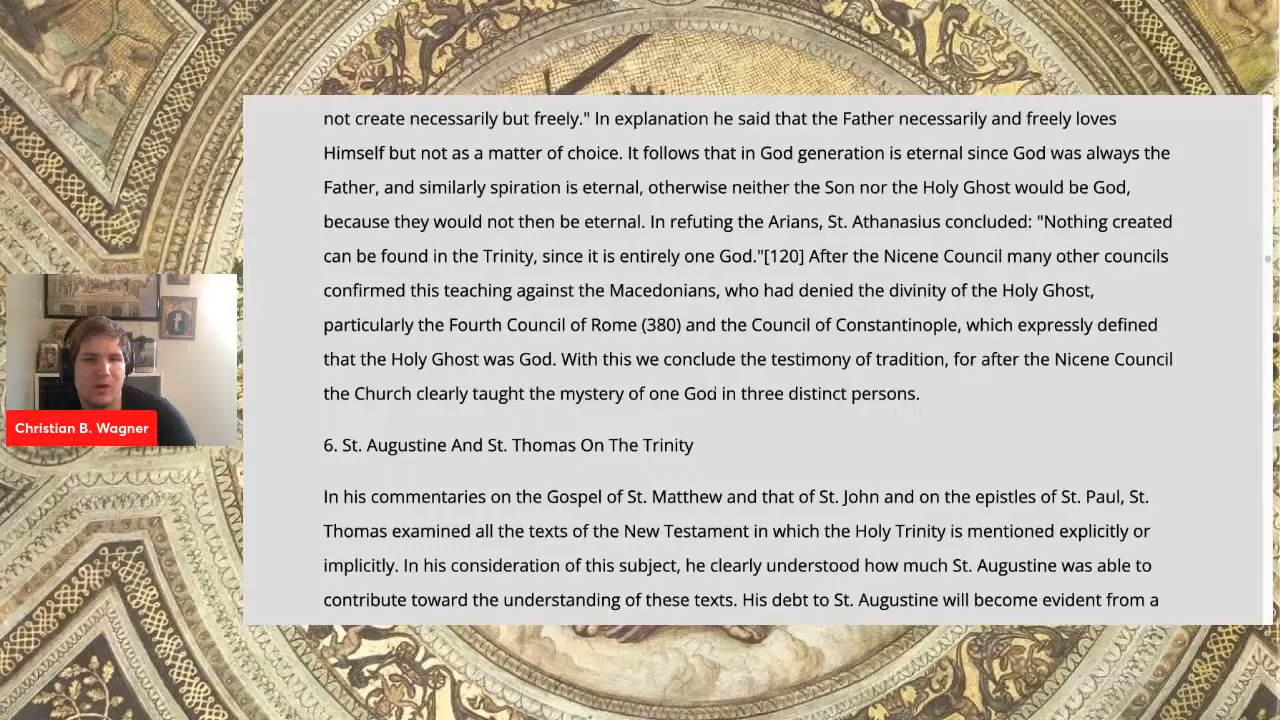 not create necessarily but freely." In explanation he said that the Father necessarily and freely loves
Himself but not as a matter of choice. It follows that in God generation is eternal since God was always the
Father, and similarly spiration is eternal, otherwise neither the Son nor the Holy Ghost would be God,
because they would not then be eternal. In refuting the Arians, St. Athanasius concluded: "Nothing created
can be found in the Trinity, since it is entirely one God."[120] After the Nicene Council many other councils
confirmed this teaching against the Macedonians, who had denied the divinity of the Holy Ghost,
particularly the Fourth Council of Rome (380) and the Council of Constantinople, which expressly defined
that the Holy Ghost was God. With this we conclude the testimony of tradition, for after the Nicene Council
the Church clearly taught the mystery of one God in three distinct persons.
6. St. Augustine And St. Thomas On The Trinity
In his commentaries on the Gospel of St. Matthew and that of St. John and on the epistles of St. Paul, St.
Thomas examined all the texts of the New Testament in which the Holy Trinity is mentioned explicitly or
implicitly. In his consideration of this subject, he clearly understood how much St. Augustine was able to
contribute toward the understanding of these texts. His debt to St. Augustine will become evident from a
Christian B. Wagner